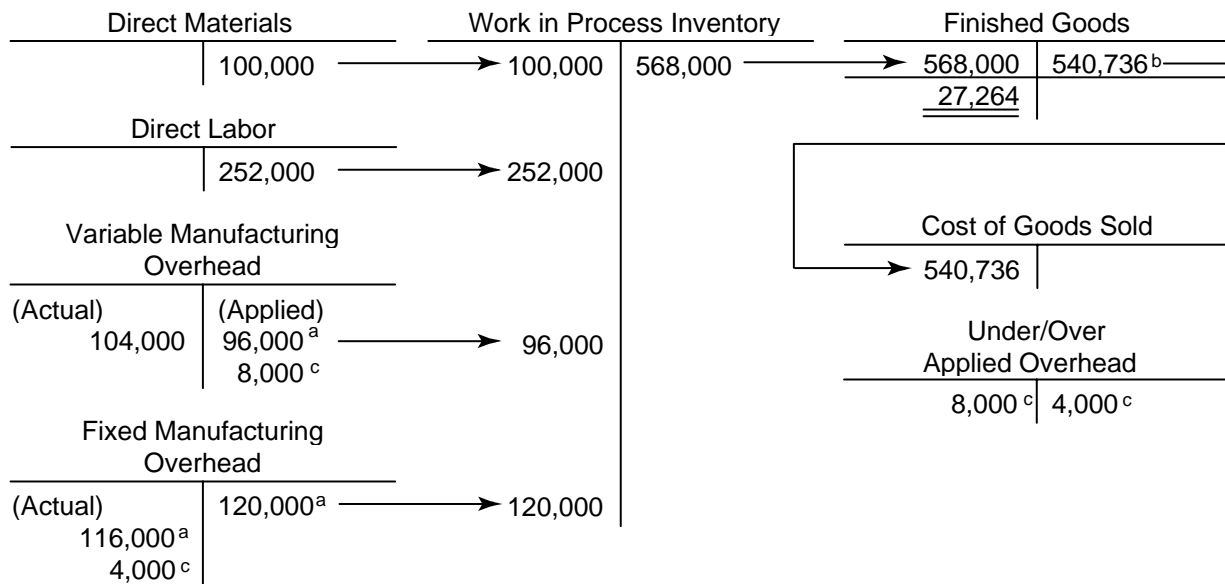 Direct Materials
100,000
Direct Labor
252,000
Variable Manufacturing
Overhead
(Actual) (Applied)
104,000 96,000 a
8,000 c
Fixed Manufacturing
Overhead
(Actual) 120,000 a
116,000 a
4,000 c
Work in Process Inventory
100,000 568,000
252,000
96,000
120,000
Finished Goods
568,000 540,736 b
27,264
Cost of Goods Sold
540,736
Under/Over
Applied Overhead
8,000 c 4,000 c